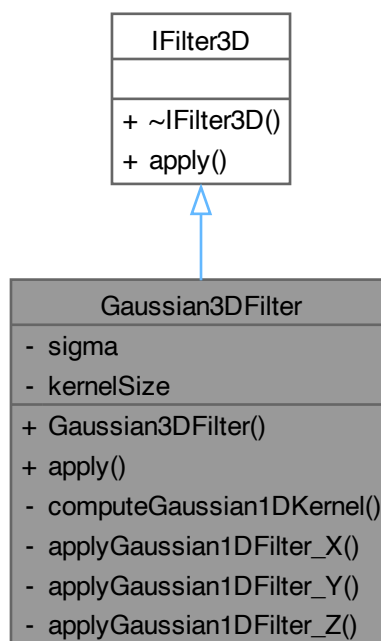 IFilter3D
+ ~IFilter3D()
+ apply()
Gaussian3DFilter
- sigma
- kernelSize
+ Gaussian3DFilter()
+ apply()
- computeGaussian1DKernel()
- applyGaussian1DFilter_X()
- applyGaussian1DFilter_Y()
- applyGaussian1DFilter_Z()